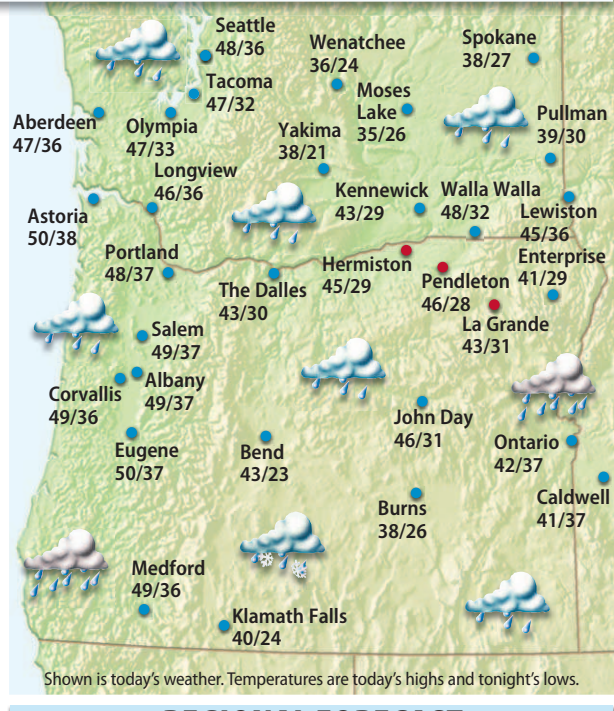 Seattle
48/36
Wenatchee
36/24
Spokane
38/27
Tacoma
47/32
Moses
Lake
35/26
Pullman
39/30
Aberdeen
47/36
Olympia
47/33
Yakima
38/21
Longview
46/36
Kennewick
43/29
Walla Walla
48/32
Lewiston
45/36
Astoria
50/38
Portland
48/37
The Dalles
43/30
Hermiston
45/29
Pendleton
46/28
Enterprise
41/29
La Grande
43/31
Salem
49/37
Albany
49/37
Corvallis
49/36
Eugene
50/37
Bend
43/23
John Day
46/31
Ontario
42/37
Caldwell
41/37
Burns
38/26
Medford
49/36
Klamath Falls
40/24
Shown is today's weather. Temperatures are today's highs and tonight's lows.